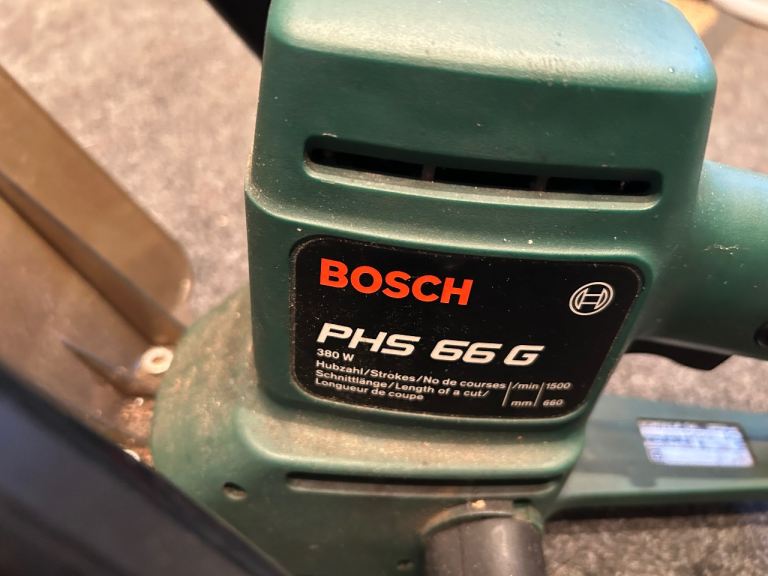 BOSCH
PHS 66 G
380 W
Hubzahl/Strokes/No de courses /min 1500
Schnittlänge/Length of a cut/
Longueur de coupe mm 660